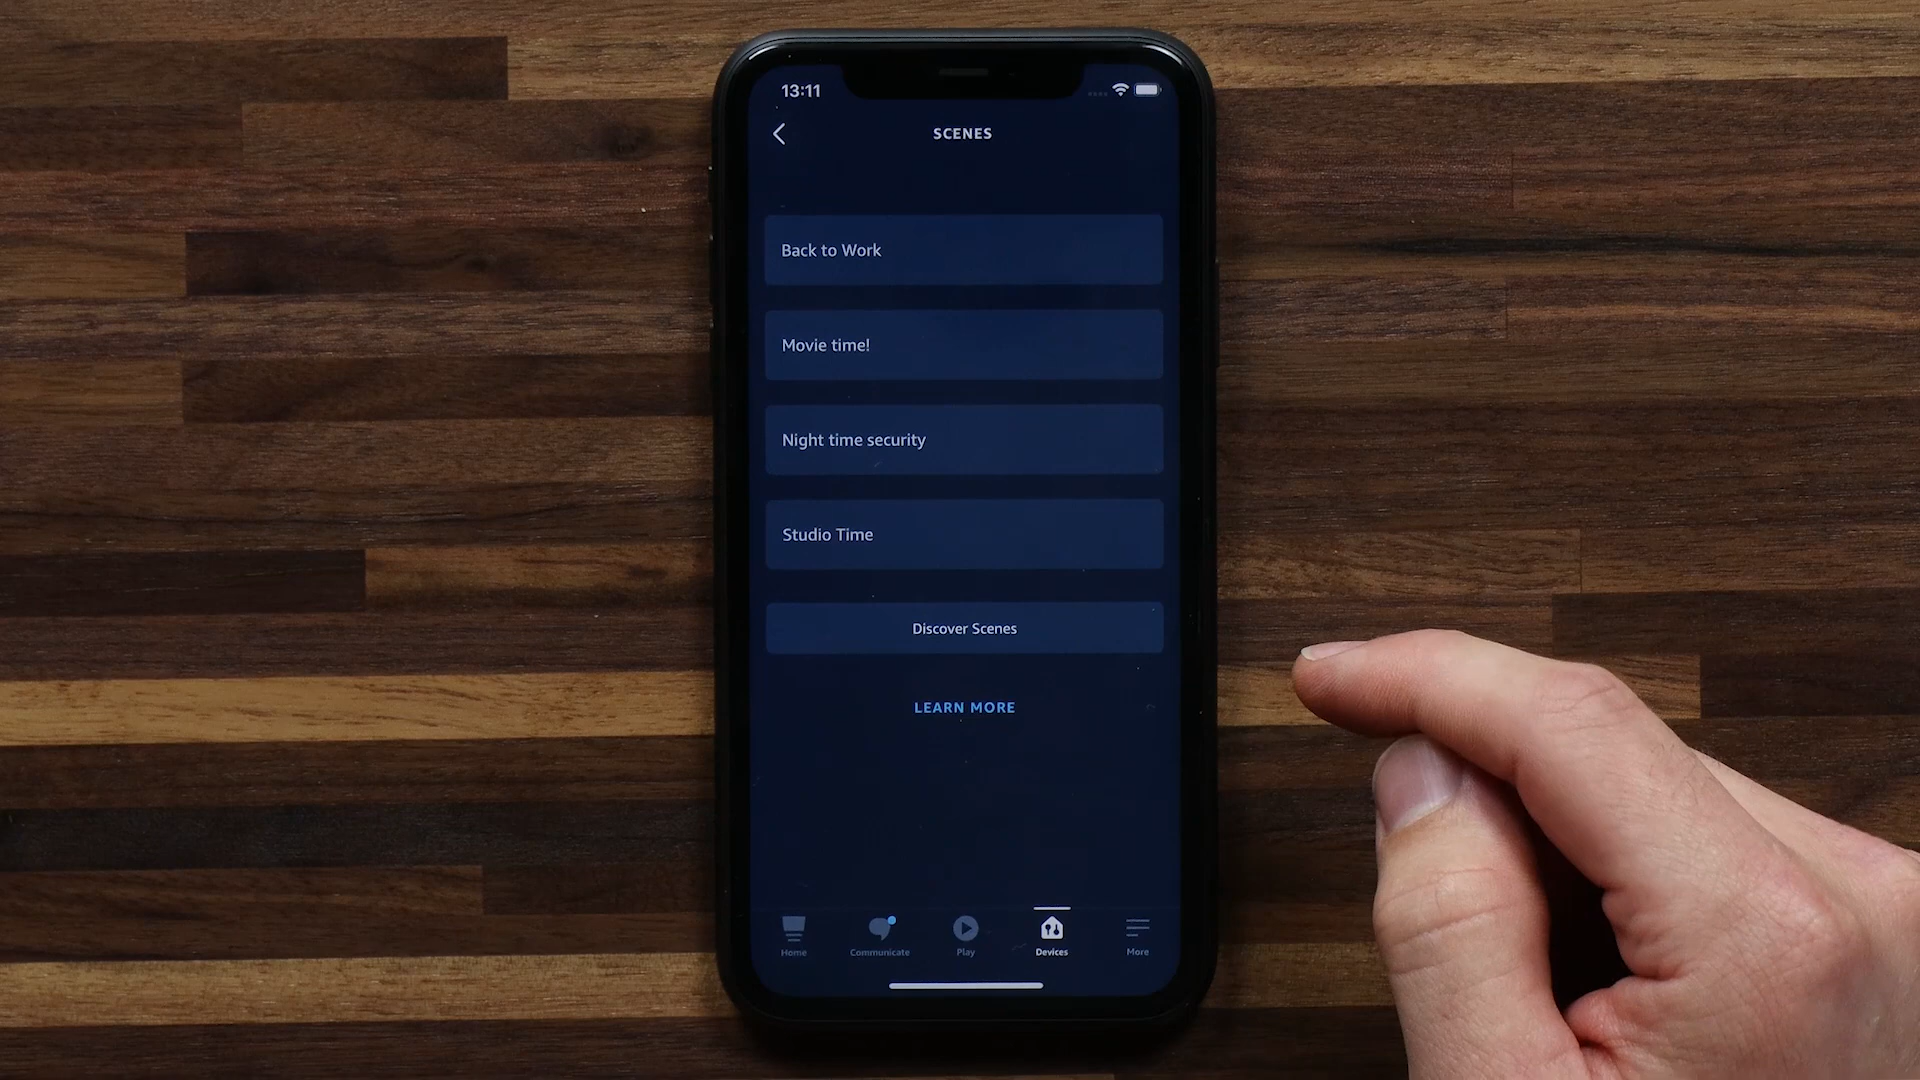 13:11
SCENES
Back to Work
Movie time!
Night time security
Studio Time
Discover Scenes
LEARN MORE
Home
Communicate
Play
Devices
More